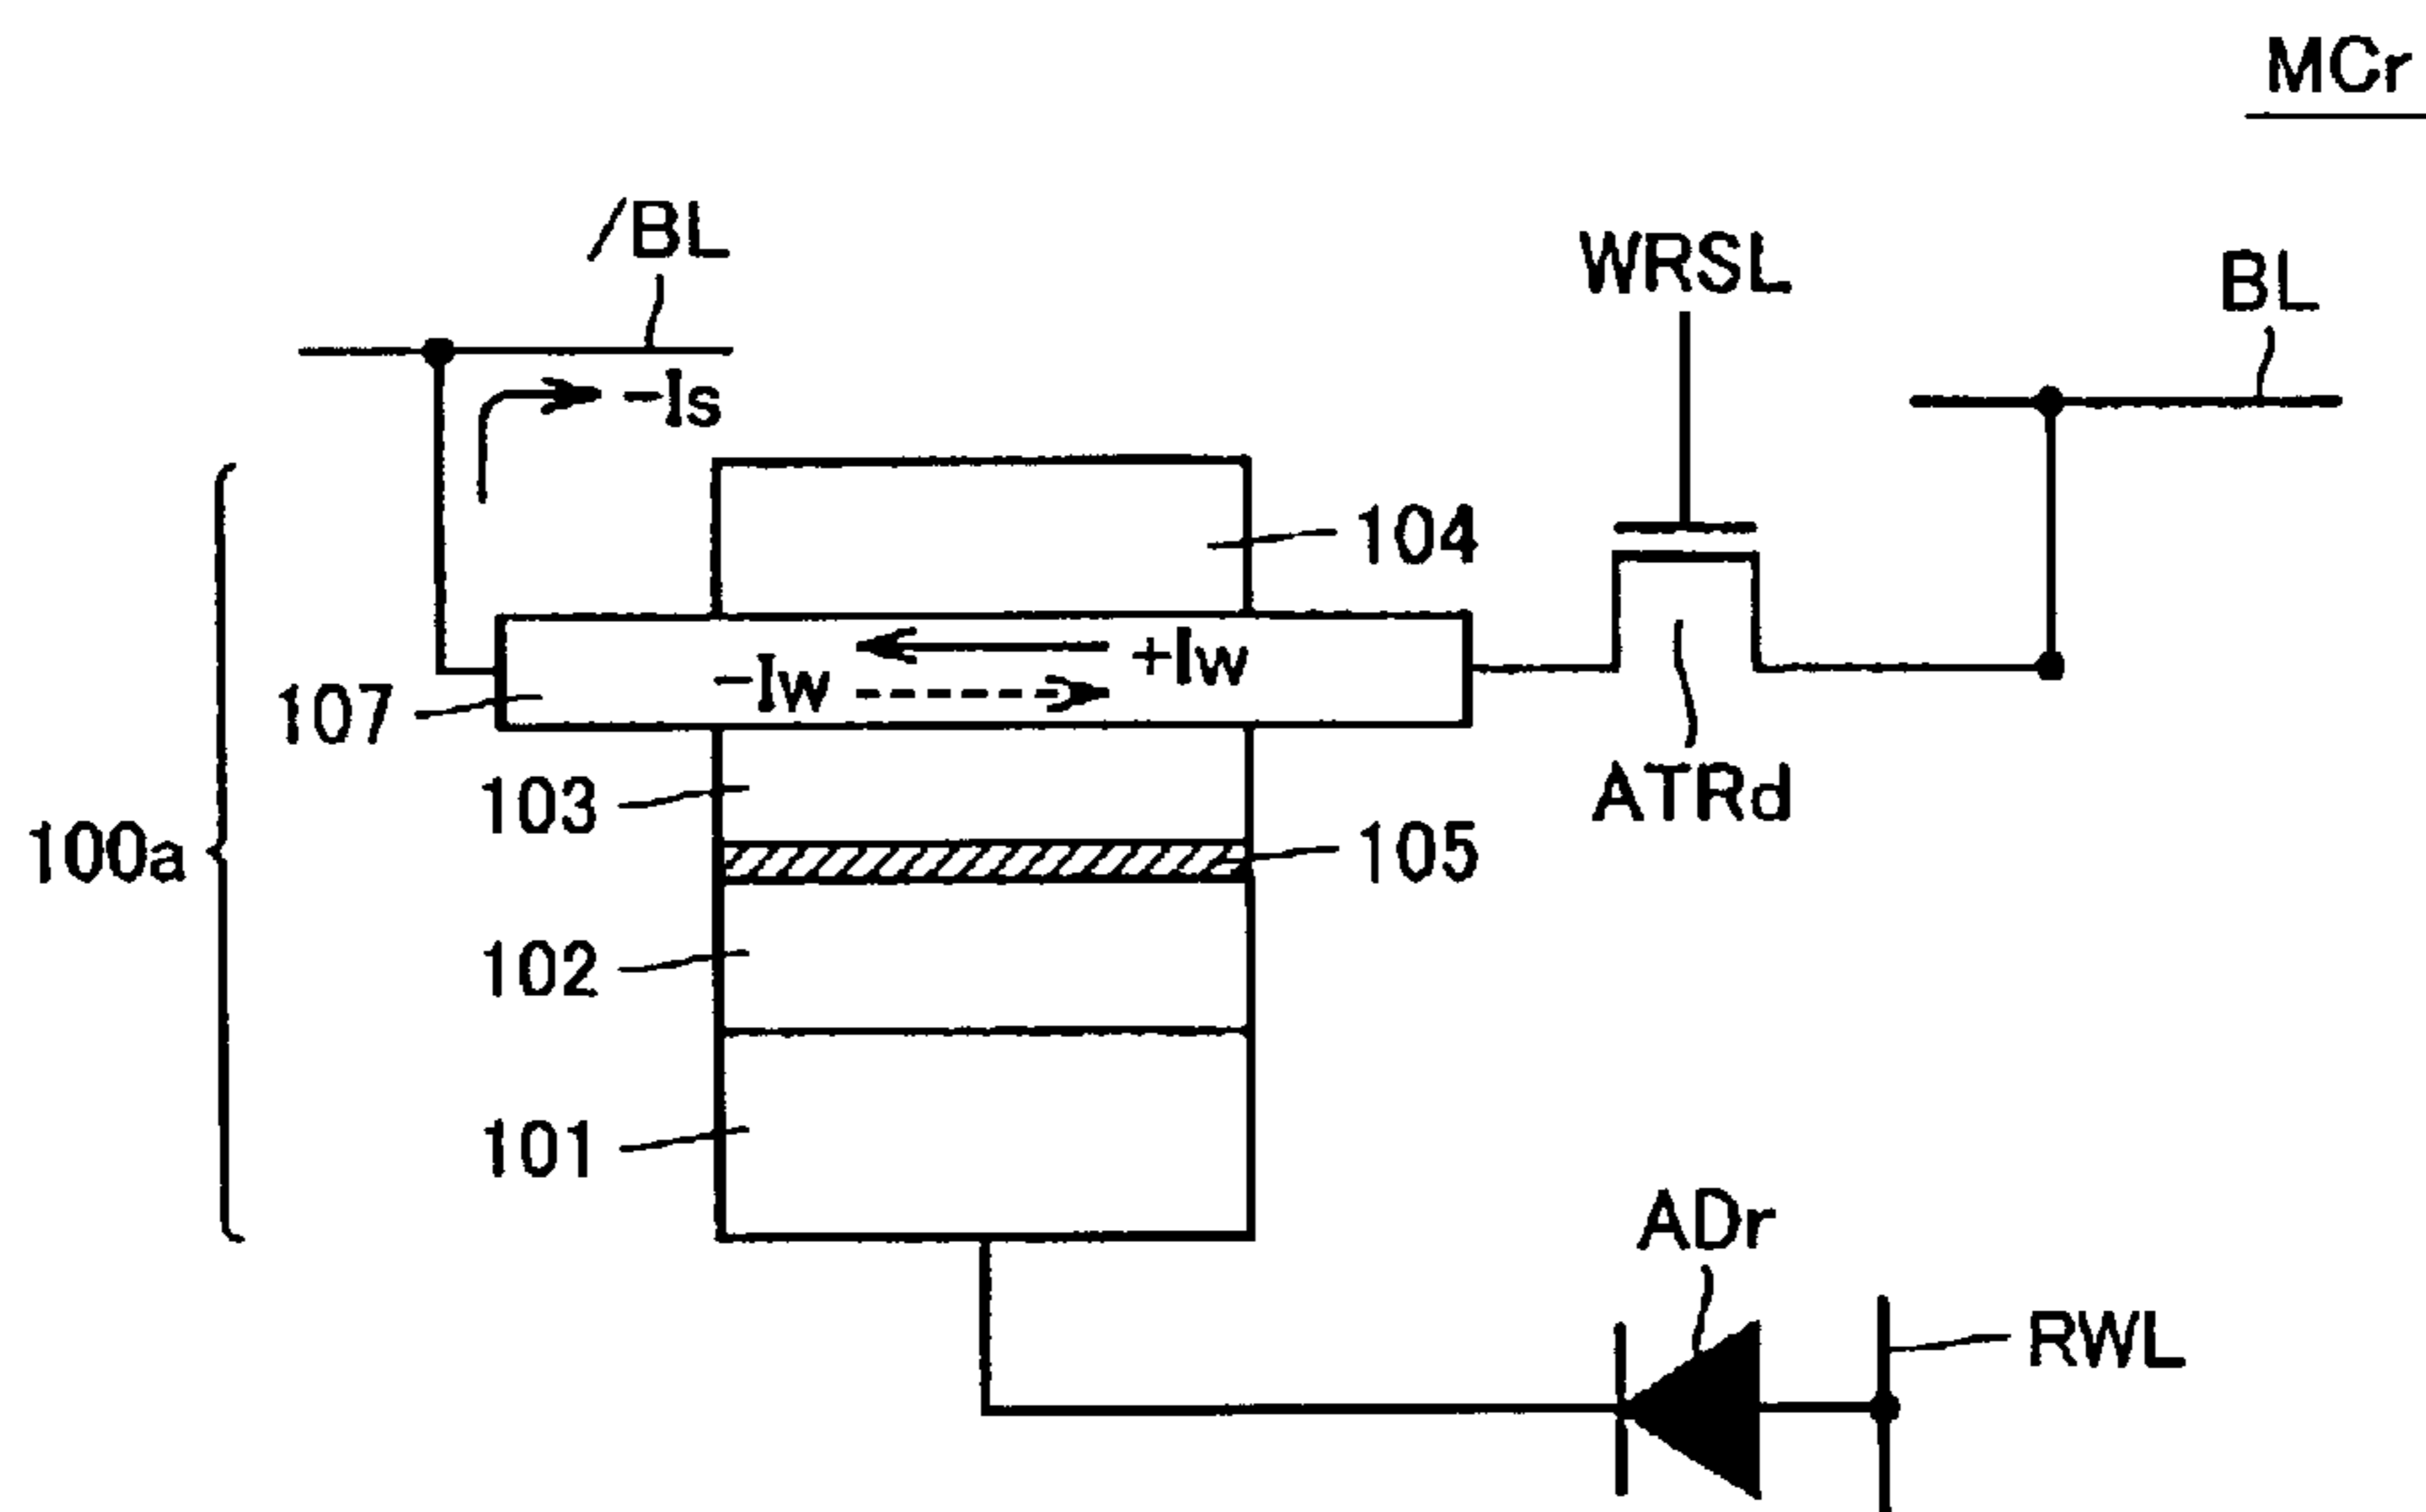 MCr
/BL
WRSL
BL
-Is
104
+Iw
-Iw
107
103
ATRd
100a
105
102
101
ADr
RWL